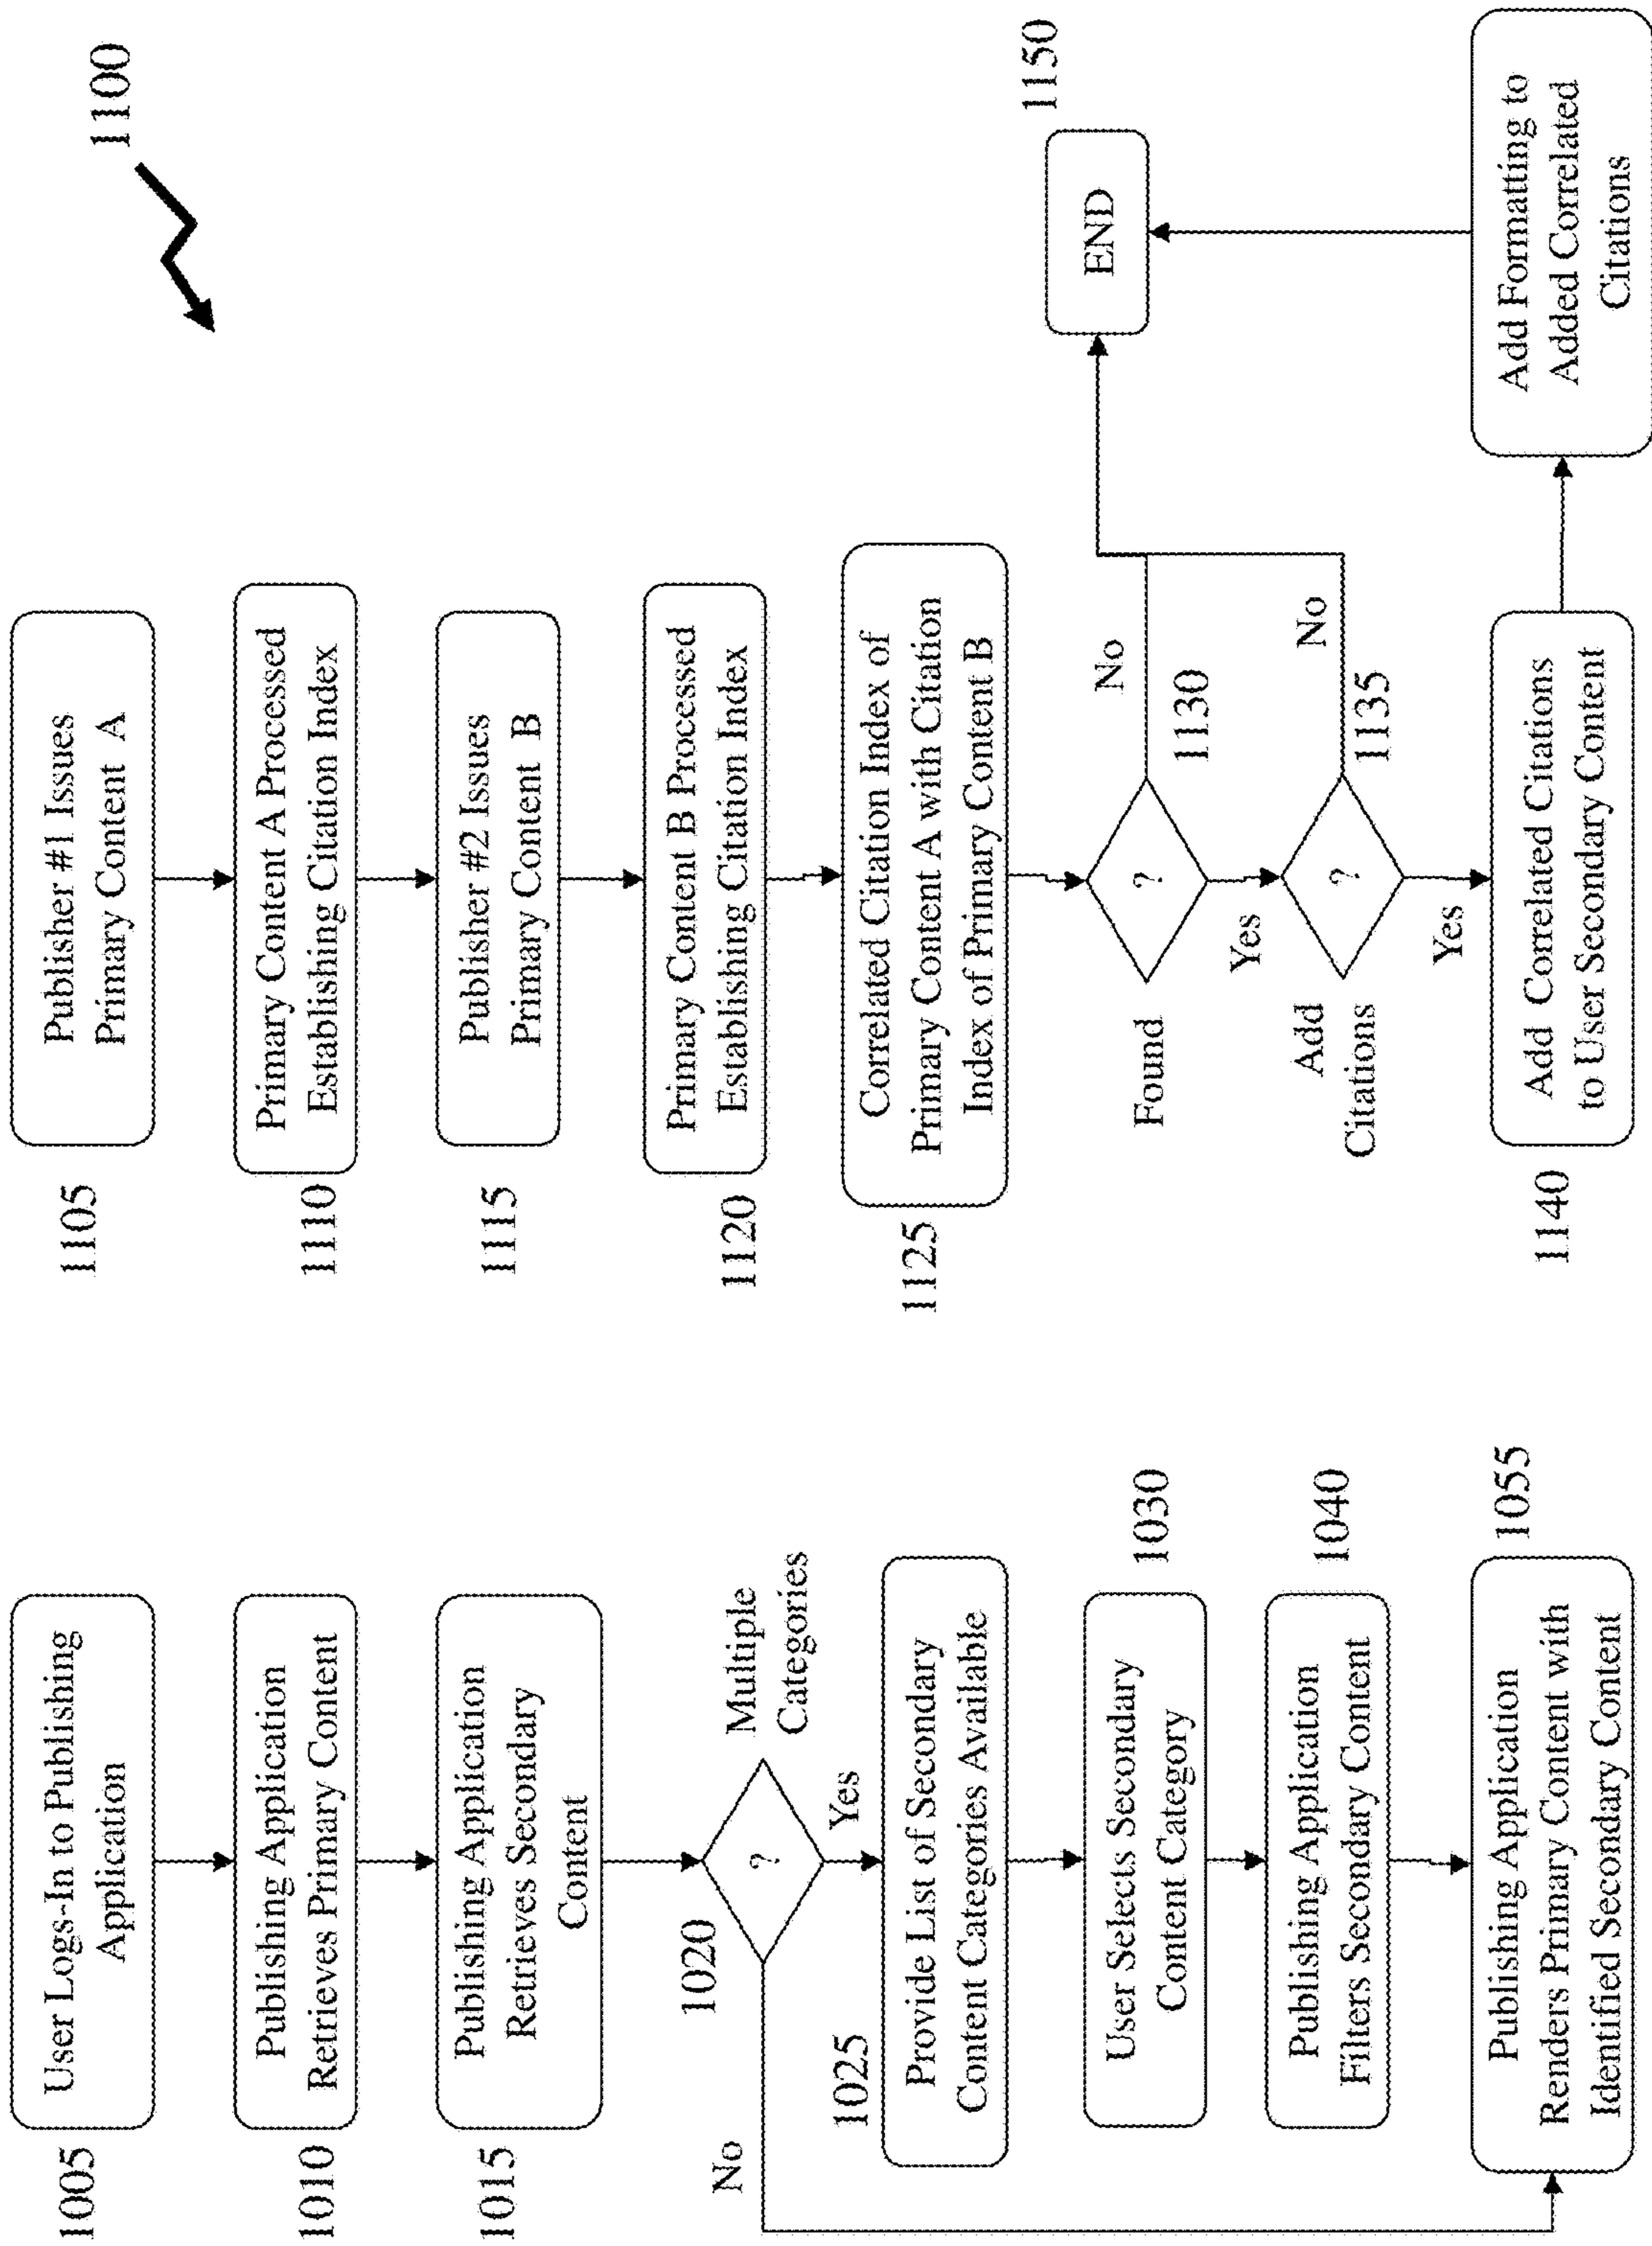 1005
User Logs-In to Publishing
Application
1010
Publishing Application
Retrieves Primary Content
1015
Publishing Application
Retrieves Secondary
Content
1020
?
Multiple
Categories
No
Yes
1025
Provide List of Secondary
Content Categories Available
User Selects Secondary
Content Category
1030
Publishing Application
Filters Secondary Content
1040
Publishing Application
Renders Primary Content with
Identified Secondary Content
1055
1100
1105
Publisher #1 Issues
Primary Content A
1110
Primary Content A Processed
Establishing Citation Index
1115
Publisher #2 Issues
Primary Content B
1120
Primary Content B Processed
Establishing Citation Index
1125
Correlated Citation Index of
Primary Content A with Citation
Index of Primary Content B
Found
?
No
1130
Yes
Add
Citations
?
No
1135
Yes
1140
Add Correlated Citations
to User Secondary Content
Add Formatting to
Added Correlated
Citations
END
1150